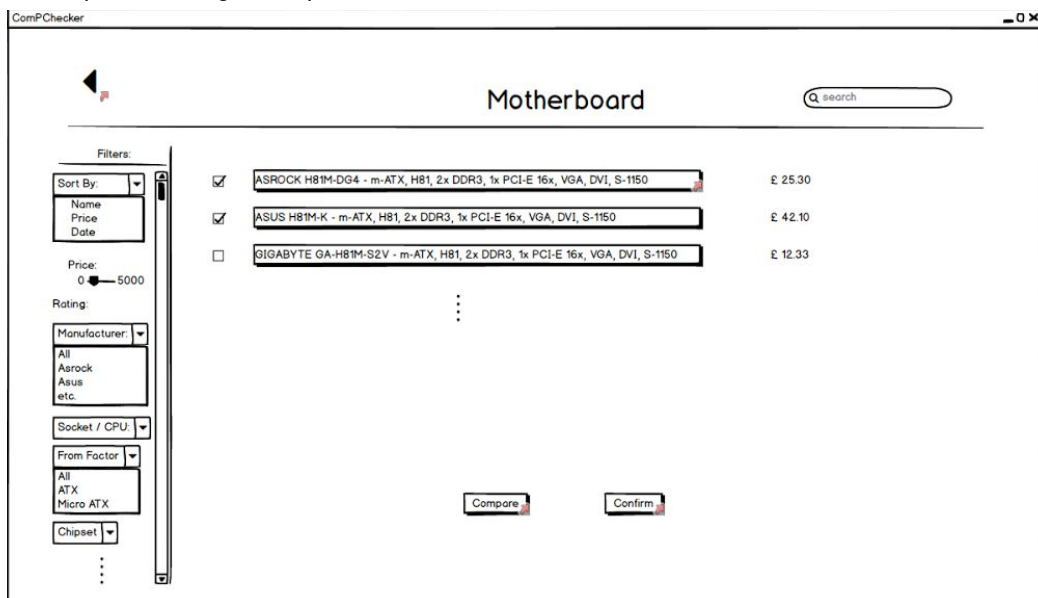 ComPChecker
Motherboard
search
Filters:
Sort By:
Name
Price
Date
Price:
0 5000
Rating:
Manufacturer:
All
Asrock
Asus
etc.
Socket / CPU:
From Factor
All
ATX
Micro ATX
Chipset
ASROCK H81M-DG4 - m-ATX, H81, 2x DDR3, 1x PCI-E 16x, VGA, DVI, S-1150 £ 25.30
ASUS H81M-K - m-ATX, H81, 2x DDR3, 1x PCI-E 16x, VGA, DVI, S-1150 £ 42.10
GIGABYTE GA-H81M-S2V - m-ATX, H81, 2x DDR3, 1x PCI-E 16x, VGA, DVI, S-1150 £ 12.33
Compare Confirm